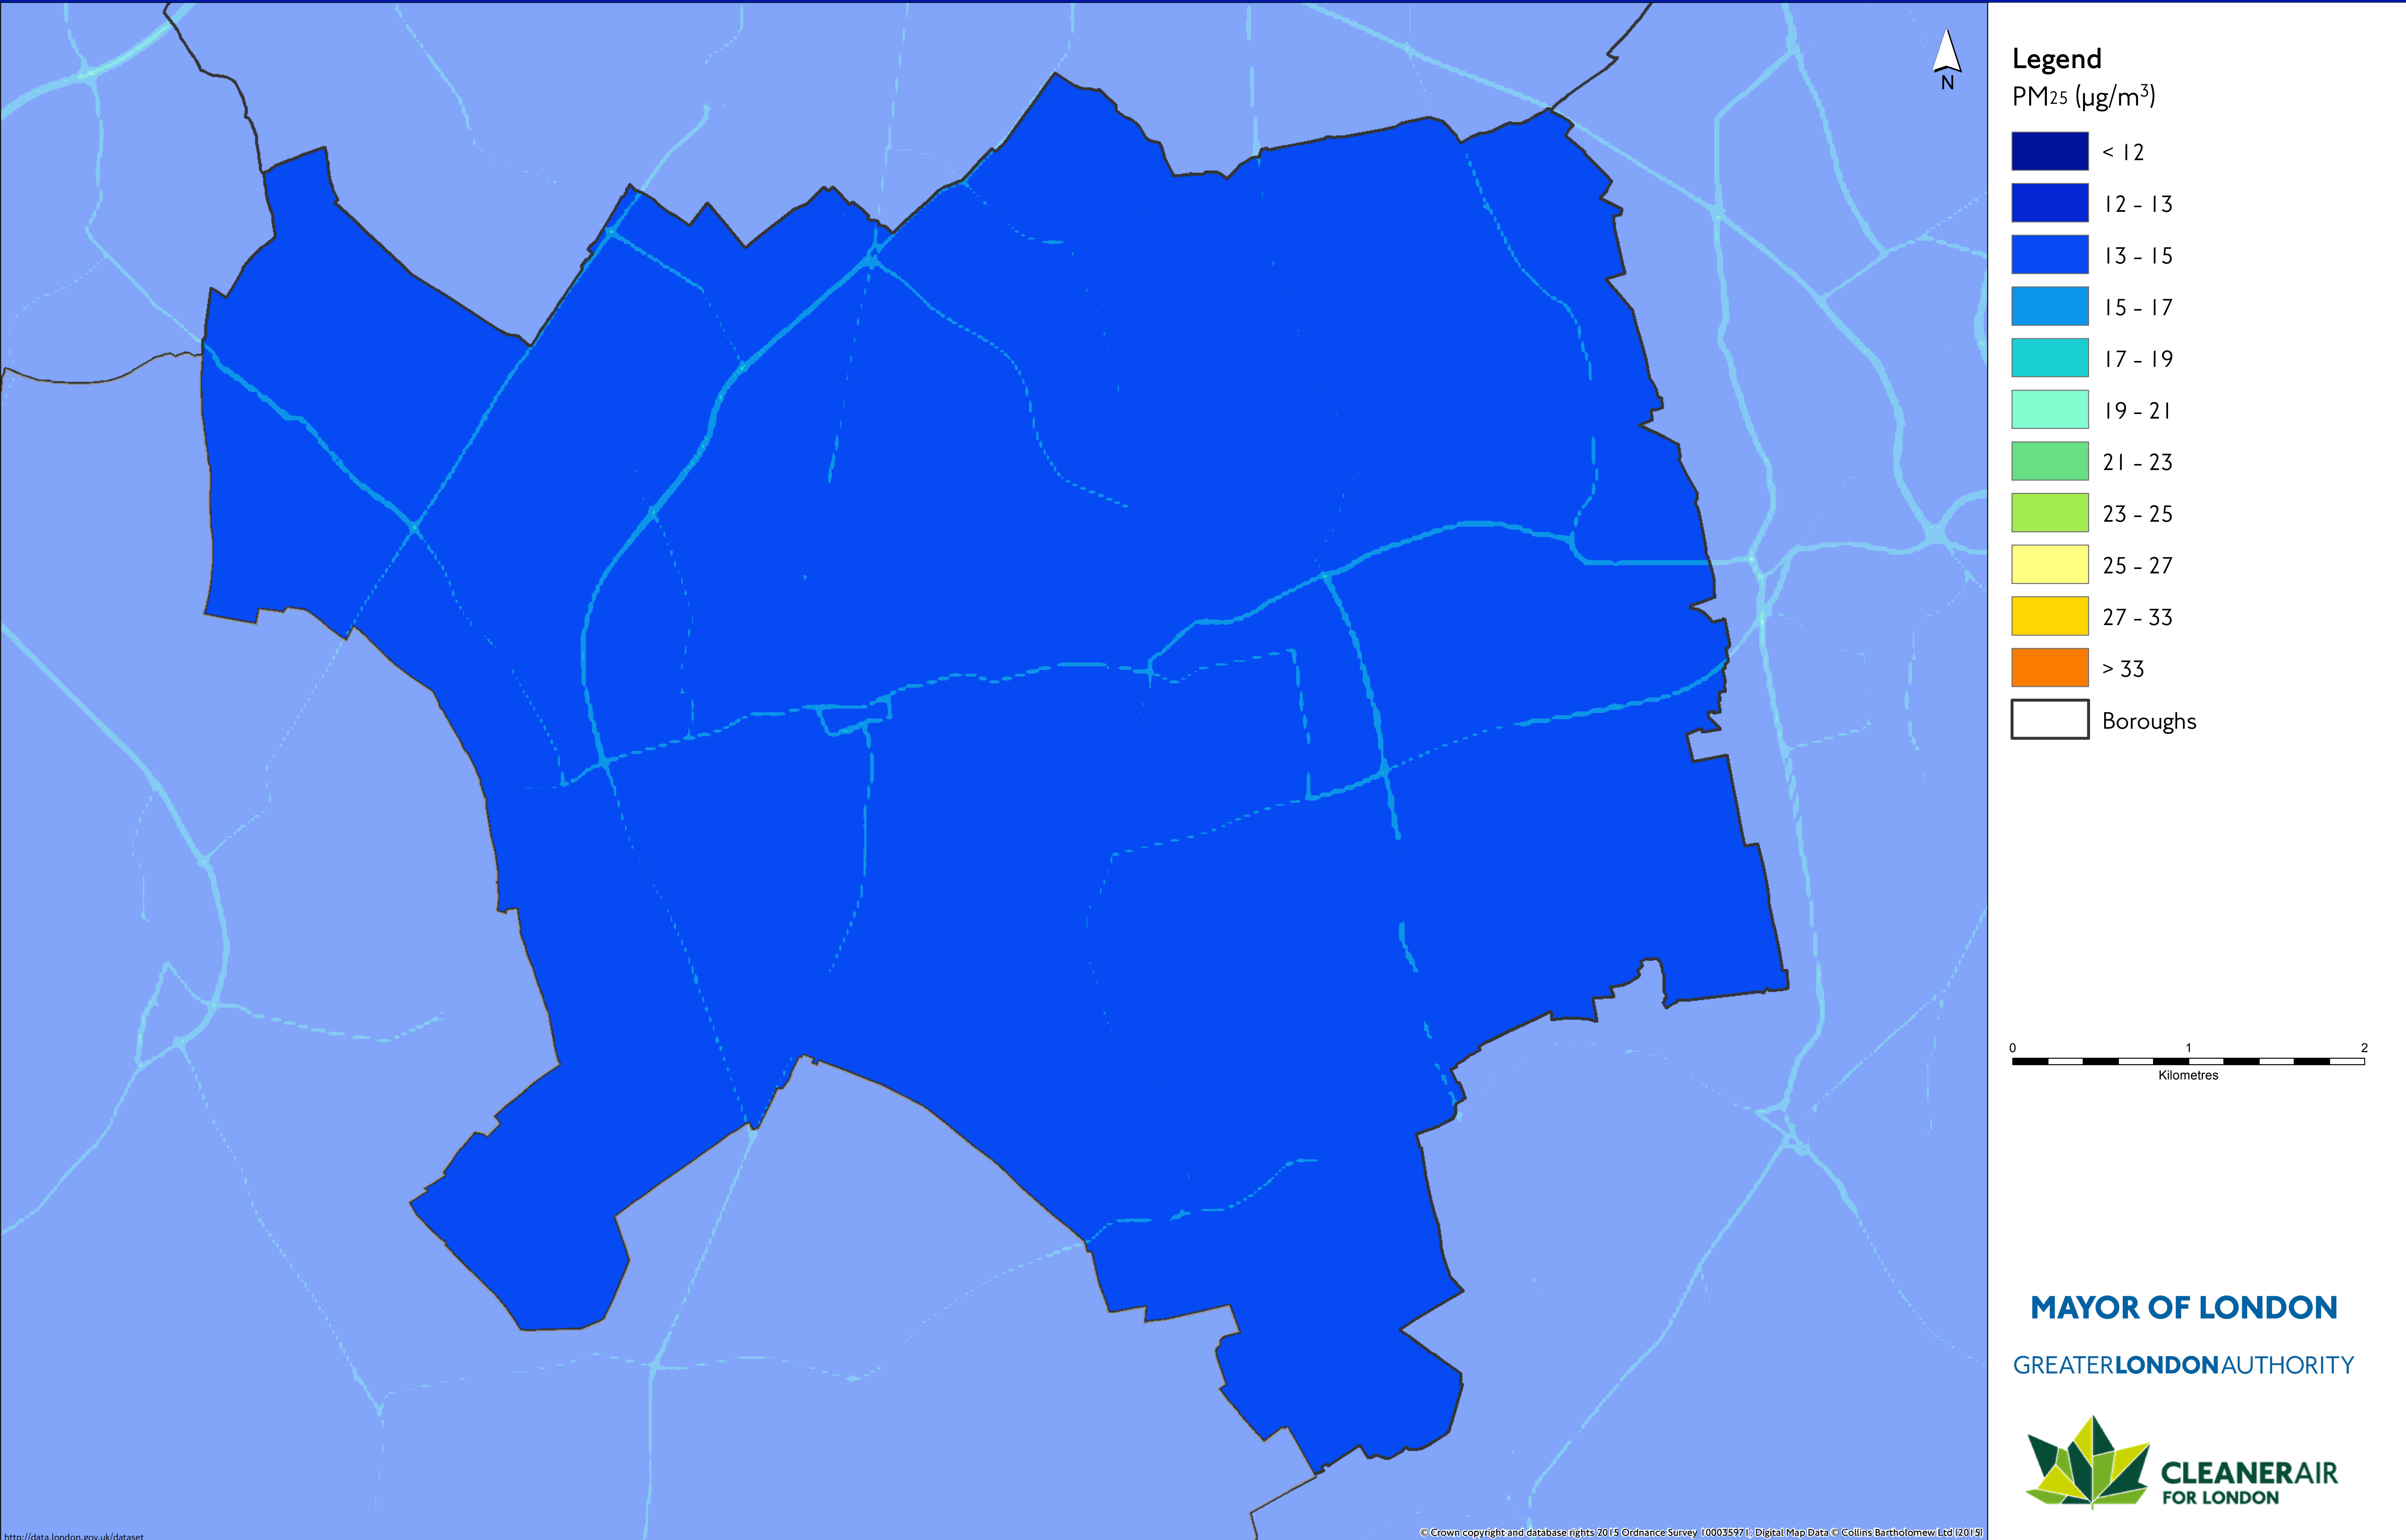 N
Legend
PM25 (µg/m3)
< 12
12 - 13
13 - 15
15 - 17
17 - 19
19 - 21
21 - 23
23 - 25
25 - 27
27 - 33
> 33
Boroughs
0 1 2
Kilometres
MAYOR OF LONDON
GREATERLONDONAUTHORITY
CLEANERAIR
FOR LONDON
http://data.london.gov.uk/dataset
© Crown copyright and database rights 2015 Ordnance Survey 100035971; Digital Map Data © Collins Bartholomew Ltd (2015)